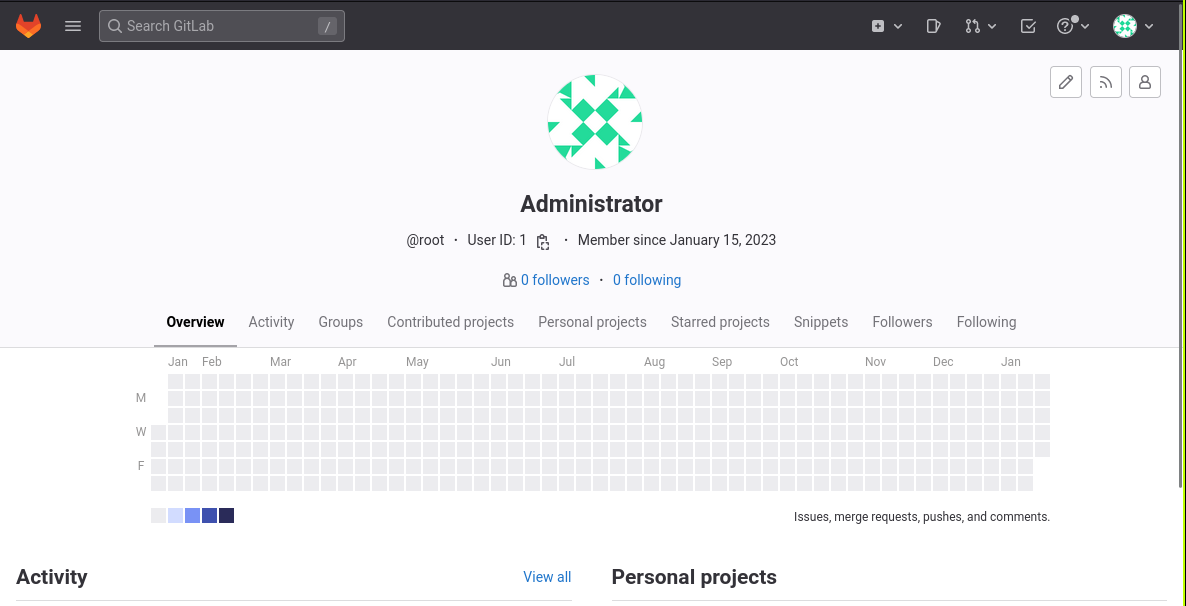 Search GitLab /
Administrator
@root · User ID: 1 · Member since January 15, 2023
0 followers · 0 following
Overview Activity Groups Contributed projects Personal projects Starred projects Snippets Followers Following
Jan Feb Mar Apr May Jun Jul Aug Sep Oct Nov Dec Jan
M
W
F
Issues, merge requests, pushes, and comments.
Activity View all Personal projects